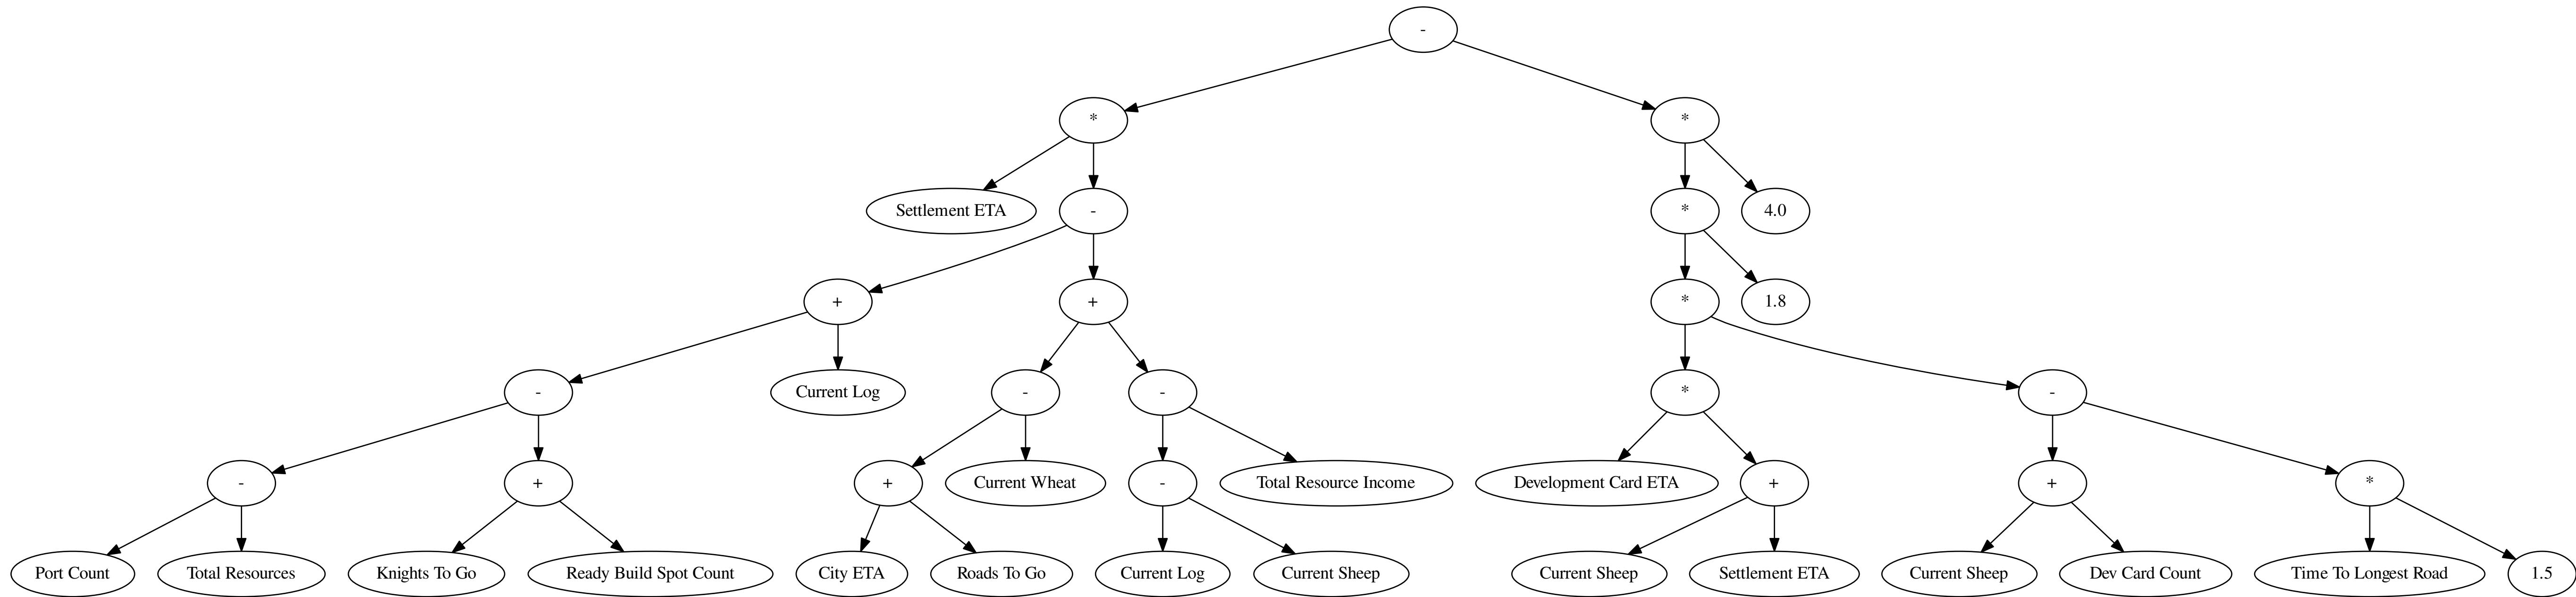 -
* *
Settlement ETA - * 4.0
+ + * 1.8
- Current Log - - * -
- + + Current Wheat - Total Resource Income Development Card ETA + + *
Port Count Total Resources Knights To Go Ready Build Spot Count City ETA Roads To Go Current Log Current Sheep Current Sheep Settlement ETA Current Sheep Dev Card Count Time To Longest Road 1.5